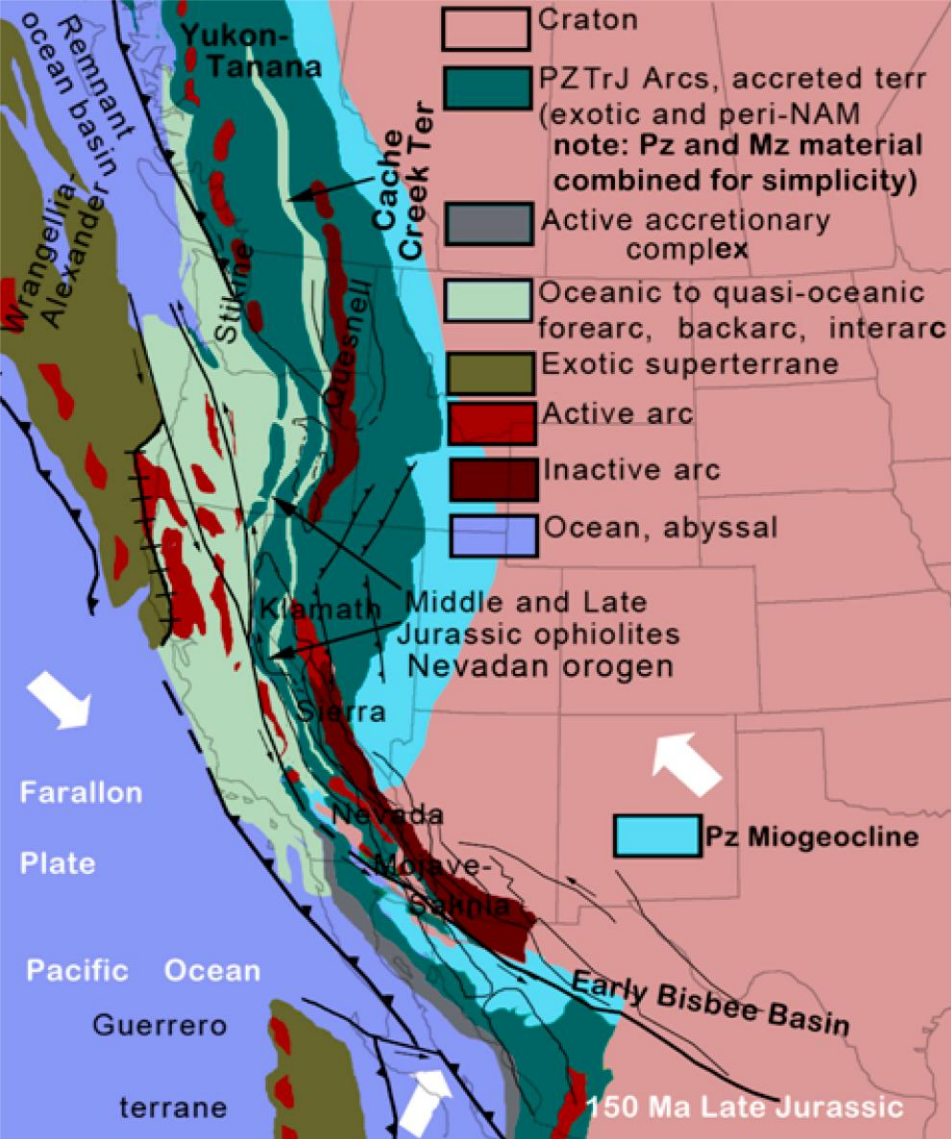 Craton
PZTrJ Arcs, accreted terr
(exotic and peri-NAM
note: Pz and Mz material
combined for simplicity)
Active accretionary
complex
Oceanic to quasi-oceanic
forearc, backarc, interarc
Exotic superterrane
Active arc
Inactive arc
Ocean, abyssal
Yukon-
Tanana
Remnant
ocean basin
Cache
Creek Ter
Wrangellia-
Alexander
Stikine
Quesnell
Klamath
Middle and Late
Jurassic ophiolites
Nevadan orogen
Sierra
Nevada
Mojave-
Farallon
Plate
Pz Miogeocline
Pacific Ocean
Early Bisbee Basin
Guerrero
terrane
150 Ma Late Jurassic